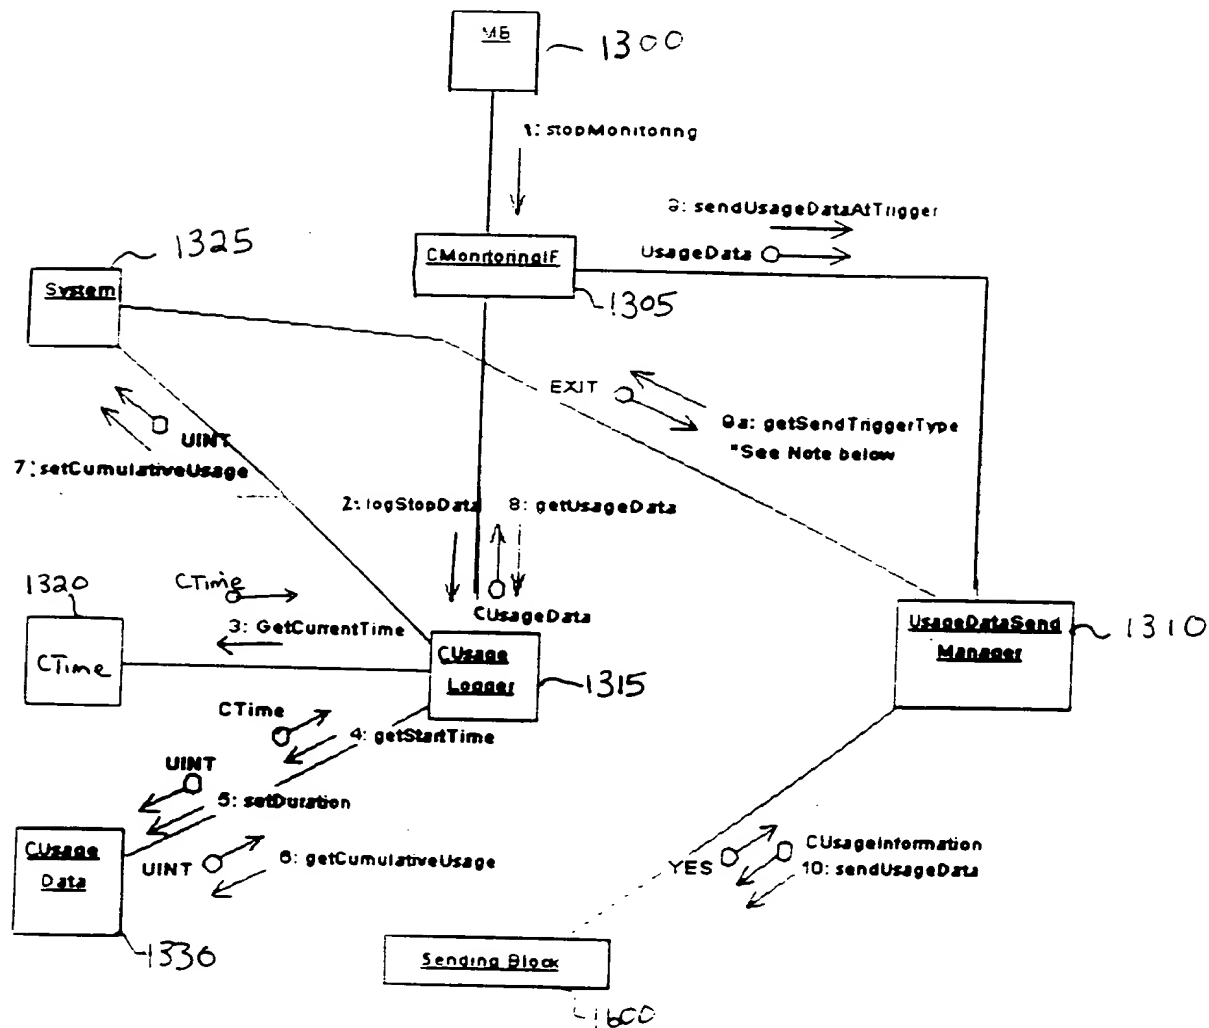 MB
1300
1: stopMonitoring
9: sendUsageDataAtTrigger
UsageData
1325
System
CMonitoringIF
1305
EXIT
9a: getSendTriggerType
*See Note below
UINT
7: setCumulativeUsage
2: logStopData
8: getUsageData
CUsageData
1320
CTime
3: GetCurrentTime
CTime
CUsage
Logger
1315
UsageDataSend
Manager
1310
CTime
4: getStartTime
UINT
5: setDuration
UINT
6: getCumulativeUsage
CUsage
Data
1330
YES
CUsageInformation
10: sendUsageData
Sending Block
1600